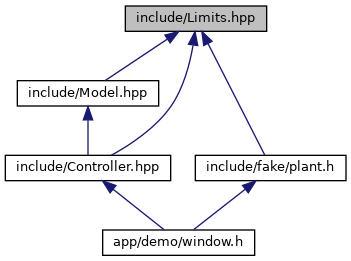 include/Limits.hpp
include/Model.hpp
include/Controller.hpp
include/fake/plant.h
app/demo/window.h